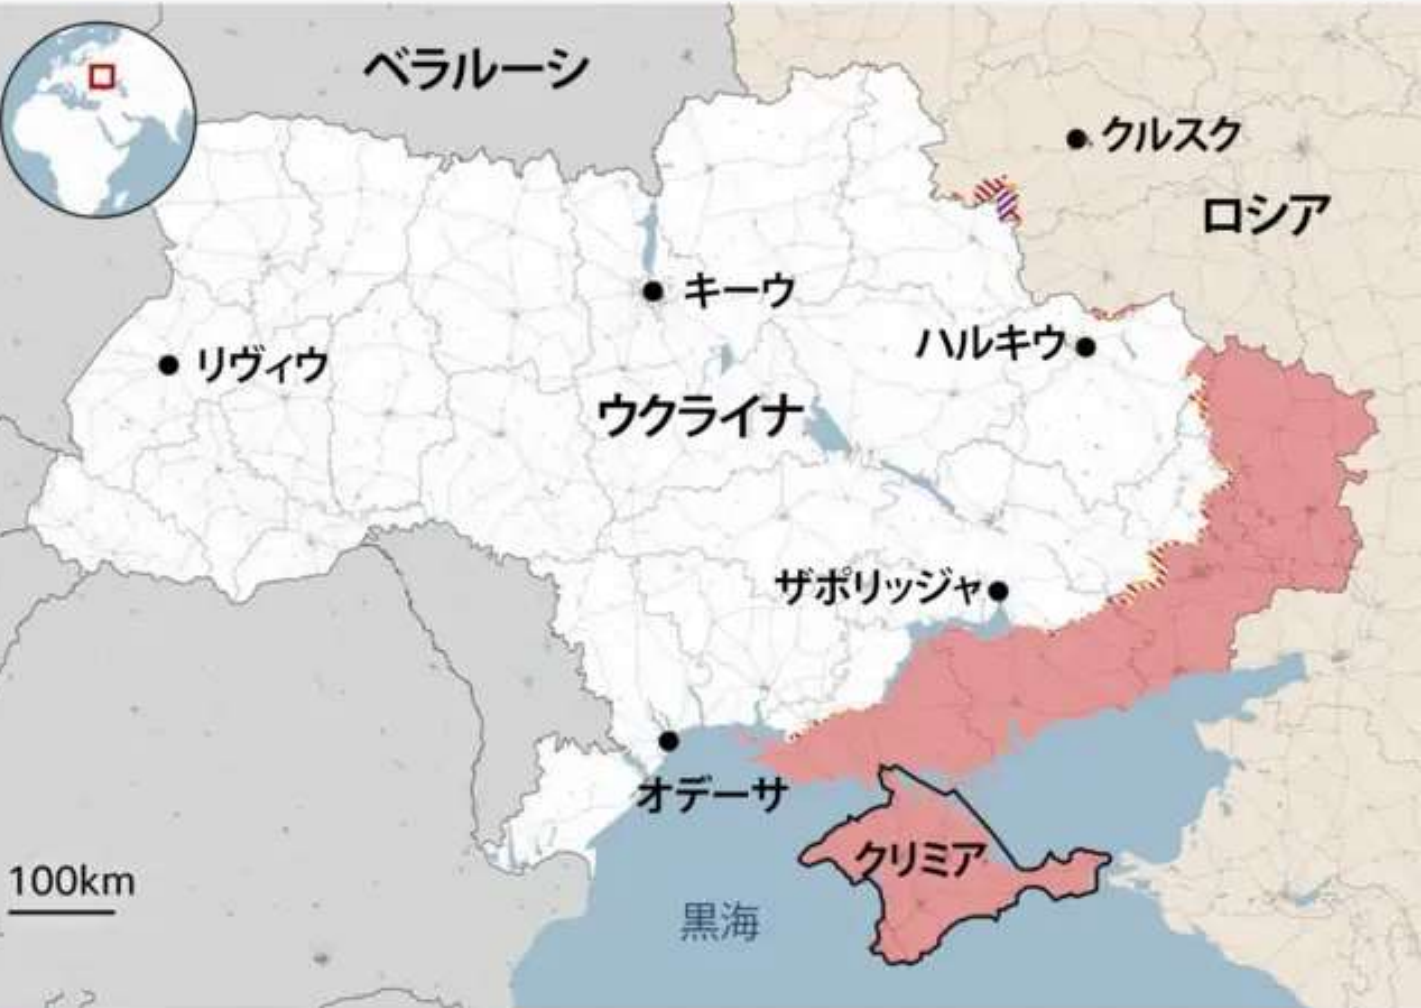 ベラルーシ
クルスク
ロシア
キーウ
ハルキウ
リヴィウ
ウクライナ
ザポリッジャ
オデーサ
クリミア
100km
黒海